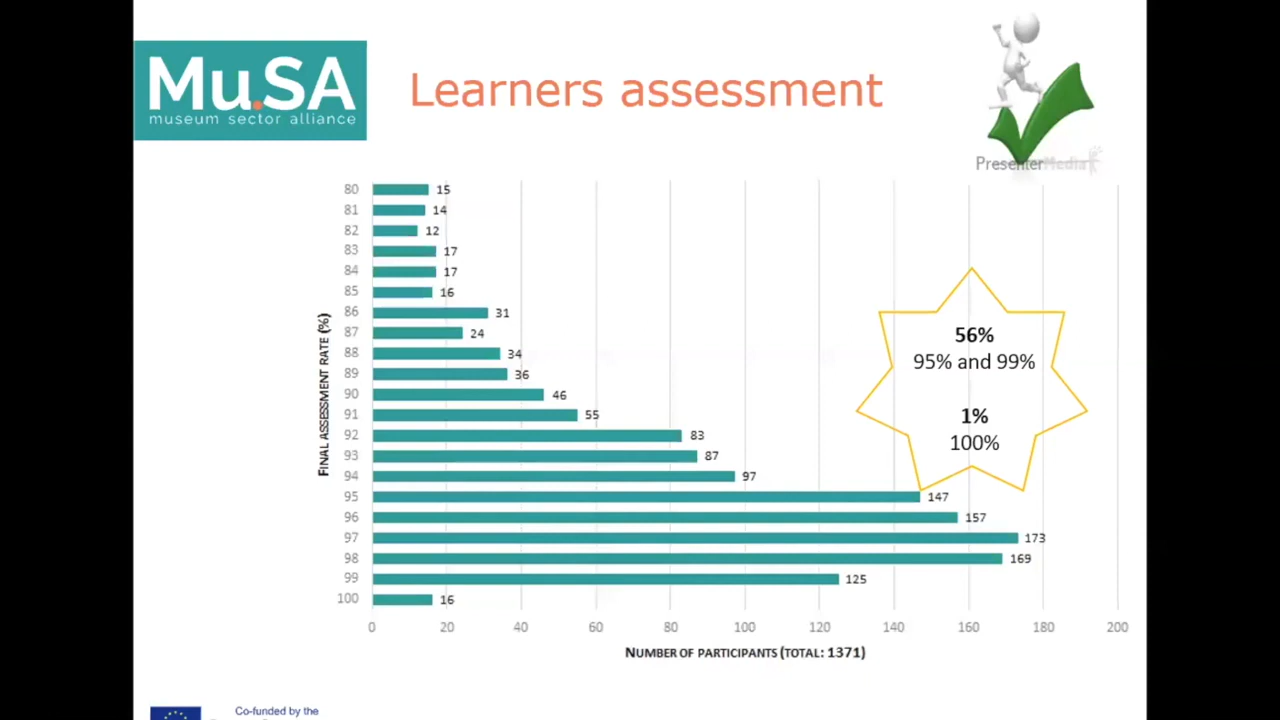 Mu.SA
museum sector alliance
Learners assessment
PresenterMedia
80 15
81 14
82 12
83 17
84 17
85 16
86 31
87 24
88 34
89 36
90 46
91 55
92 83
93 87
94 97
95 147
96 157
97 173
98 169
99 125
100 16
FINAL ASSESSMENT RATE (%)
56%
95% and 99%
1%
100%
0 20 40 60 80 100 120 140 160 180 200
NUMBER OF PARTICIPANTS (TOTAL: 1371)
Co-funded by the